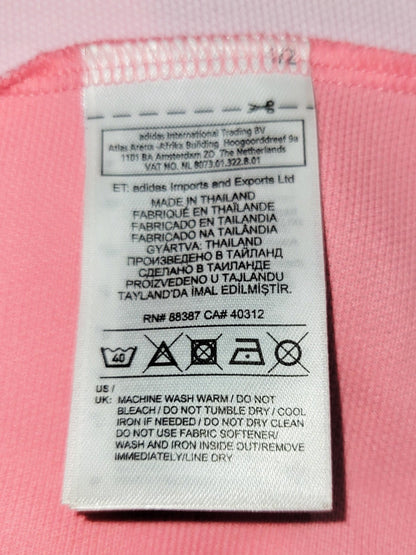 1/2
adidas International Trading BV
Atlas Arena-Afrika Building Hoogoorddreef 9a
1101 BA Amsterdam ZO The Netherlands
VAT NO. NL 8073.01.322.B.01
ET: adidas Imports and Exports Ltd
MADE IN THAILAND
FABRIQUÉ EN THAÏLANDE
FABRICADO EN TAILANDIA
FABRICADO NA TAILÂNDIA
GYÁRTVA: THAILAND
ПРОИЗВЕДЕНО В ТАЙЛАНД
СДЕЛАНО В ТАИЛАНДЕ
PROIZVEDENO U TAJLANDU
TAYLAND'DA IMAL EDİLMİŞTİR.
RN# 88387 CA# 40312
40
US /
UK: MACHINE WASH WARM / DO NOT
BLEACH / DO NOT TUMBLE DRY / COOL
IRON IF NEEDED / DO NOT DRY CLEAN
DO NOT USE FABRIC SOFTENER/
WASH AND IRON INSIDE OUT/REMOVE
IMMEDIATELY/LINE DRY